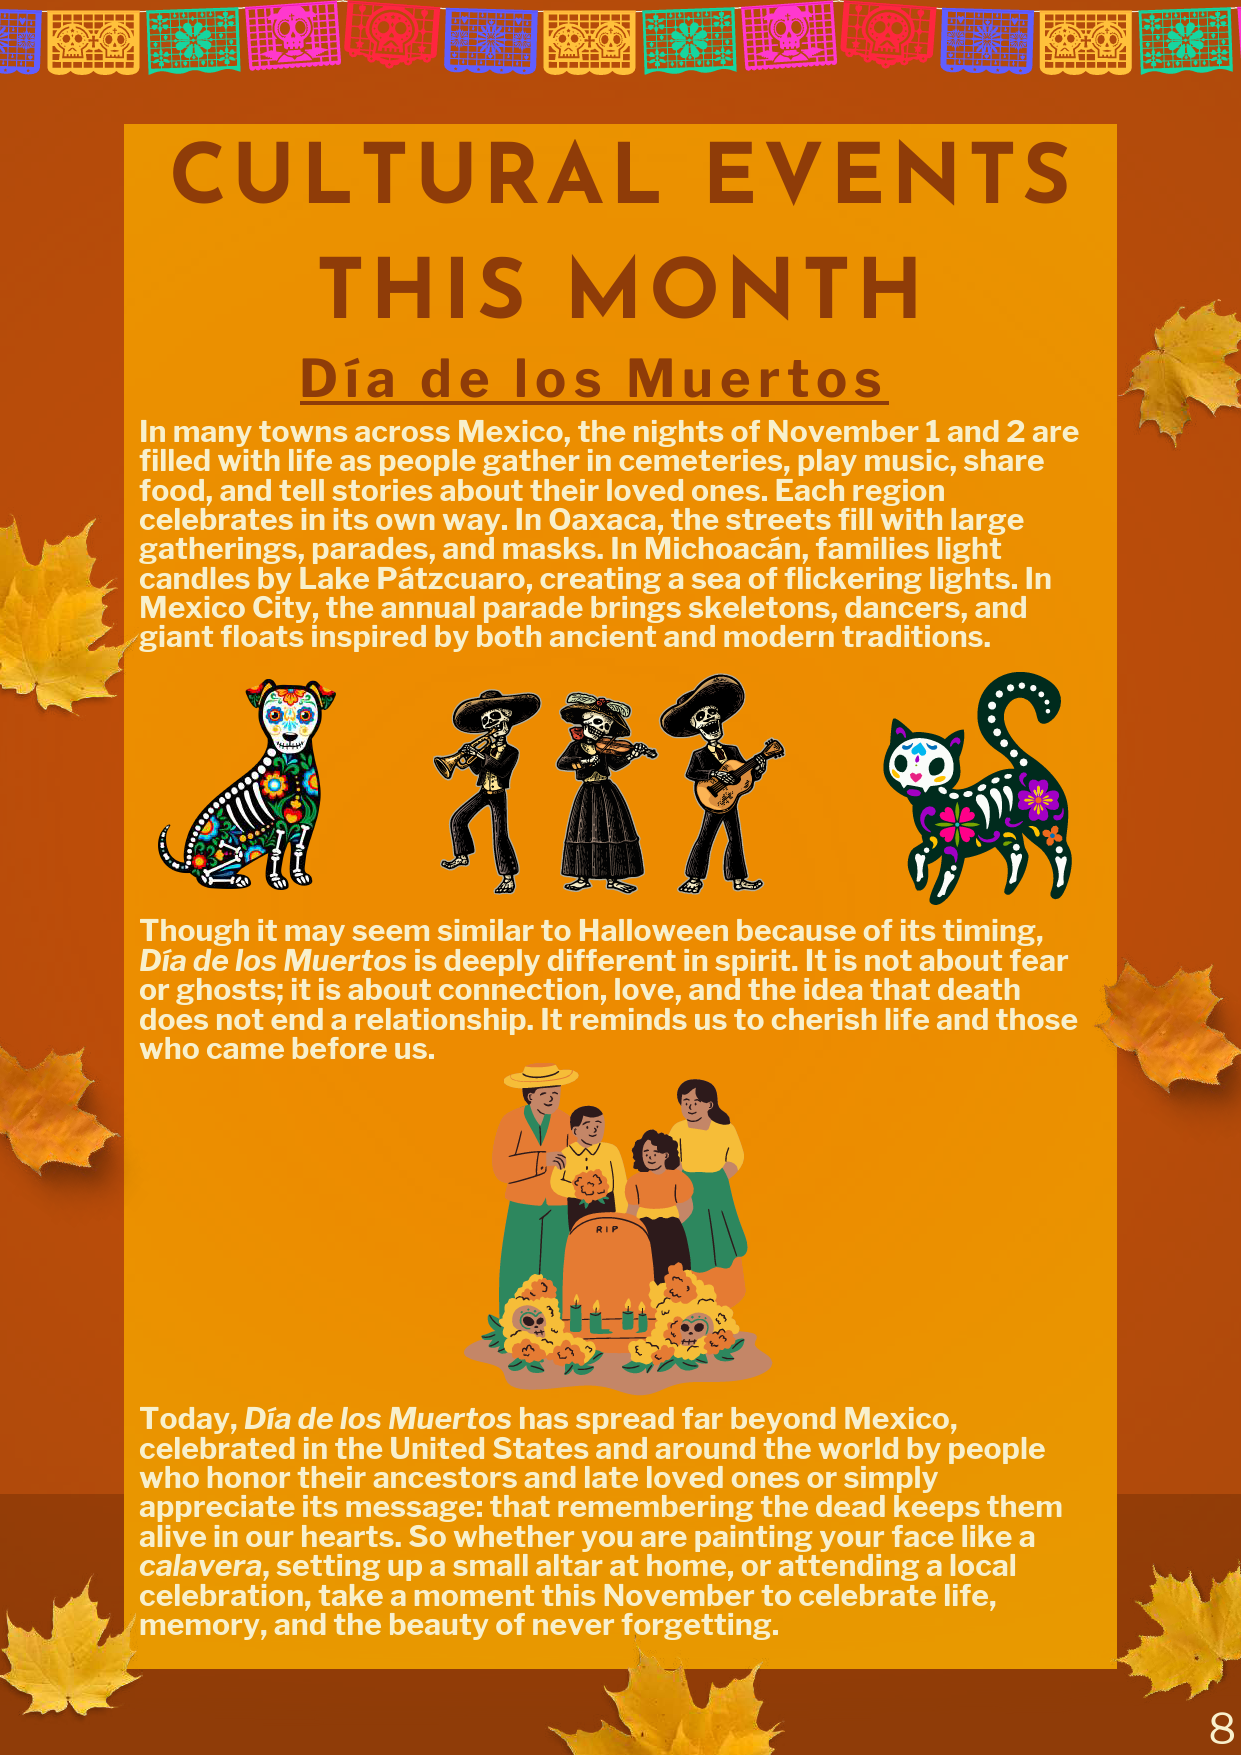 CULTURAL EVENTS
THIS MONTH
Día de los Muertos
In many towns across Mexico, the nights of November 1 and 2 are
filled with life as people gather in cemeteries, play music, share
food, and tell stories about their loved ones. Each region
celebrates in its own way. In Oaxaca, the streets fill with large
gatherings, parades, and masks. In Michoacán, families light
candles by Lake Pátzcuaro, creating a sea of flickering lights. In
Mexico City, the annual parade brings skeletons, dancers, and
giant floats inspired by both ancient and modern traditions.
Though it may seem similar to Halloween because of its timing,
Día de los Muertos is deeply different in spirit. It is not about fear
or ghosts; it is about connection, love, and the idea that death
does not end a relationship. It reminds us to cherish life and those
who came before us.
RIP
Today, Día de los Muertos has spread far beyond Mexico,
celebrated in the United States and around the world by people
who honor their ancestors and late loved ones or simply
appreciate its message: that remembering the dead keeps them
alive in our hearts. So whether you are painting your face like a
calavera, setting up a small altar at home, or attending a local
celebration, take a moment this November to celebrate life,
memory, and the beauty of never forgetting.
8